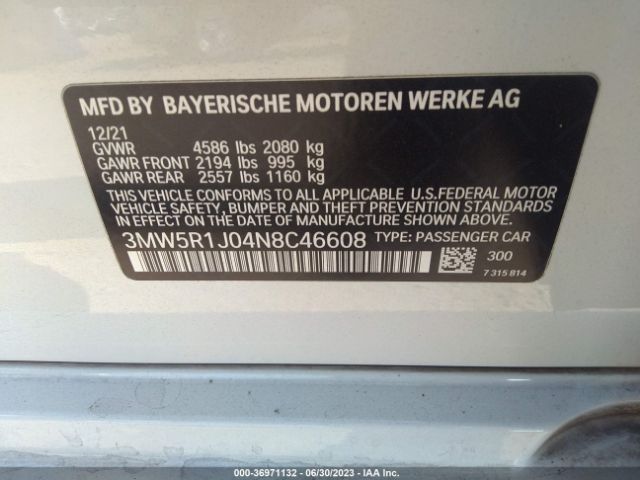 MFD BY BAYERISCHE MOTOREN WERKE AG
12/21
GVWR 4586 lbs 2080 kg
GAWR FRONT 2194 lbs 995 kg
GAWR REAR 2557 lbs 1160 kg
THIS VEHICLE CONFORMS TO ALL APPLICABLE U.S.FEDERAL MOTOR
VEHICLE SAFETY, BUMPER, AND THEFT PREVENTION STANDARDS
IN EFFECT ON THE DATE OF MANUFACTURE SHOWN ABOVE.
3MW5R1J04N8C46608 TYPE: PASSENGER CAR
300
7 315 814
000-36971132 - 06/30/2023 - IAA Inc.